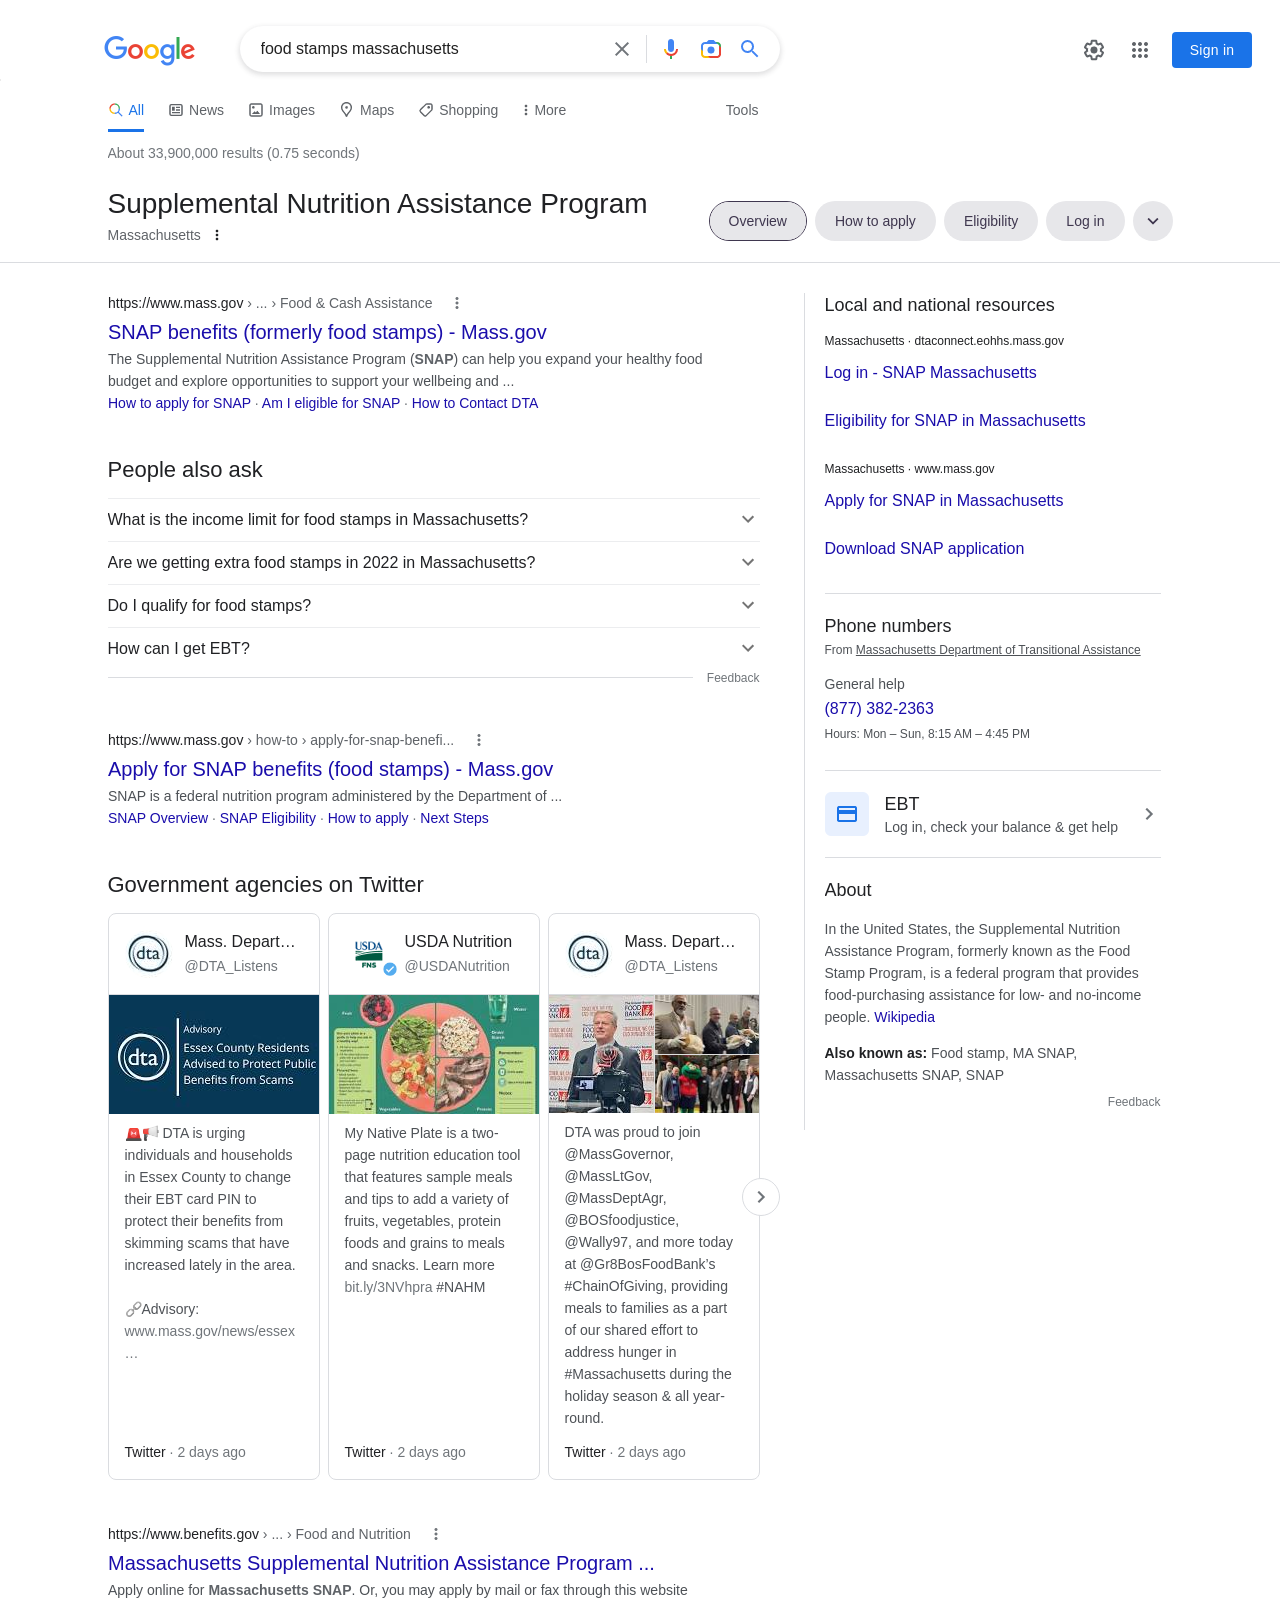 Google
food stamps massachusetts
Sign in
All
News
Images
Maps
Shopping
More
Tools
About 33,900,000 results (0.75 seconds)
Supplemental Nutrition Assistance Program
Massachusetts
Overview
How to apply
Eligibility
Log in
https://www.mass.gov › ... › Food & Cash Assistance
SNAP benefits (formerly food stamps) - Mass.gov
The Supplemental Nutrition Assistance Program (SNAP) can help you expand your healthy food
budget and explore opportunities to support your wellbeing and ...
How to apply for SNAP · Am I eligible for SNAP · How to Contact DTA
People also ask
What is the income limit for food stamps in Massachusetts?
Are we getting extra food stamps in 2022 in Massachusetts?
Do I qualify for food stamps?
How can I get EBT?
Feedback
https://www.mass.gov › how-to › apply-for-snap-benefi...
Apply for SNAP benefits (food stamps) - Mass.gov
SNAP is a federal nutrition program administered by the Department of ...
SNAP Overview · SNAP Eligibility · How to apply · Next Steps
Government agencies on Twitter
dta
Mass. Depart…
@DTA_Listens
dta
Advisory
Essex County Residents
Advised to Protect Public
Benefits from Scams
🚨📢 DTA is urging
individuals and households
in Essex County to change
their EBT card PIN to
protect their benefits from
skimming scams that have
increased lately in the area.
🔗Advisory:
www.mass.gov/news/essex
…
Twitter · 2 days ago
USDA
FNS
USDA Nutrition
@USDANutrition
Fruit
Water
Vegetables
Protein
My Native Plate is a two-
page nutrition education tool
that features sample meals
and tips to add a variety of
fruits, vegetables, protein
foods and grains to meals
and snacks. Learn more
bit.ly/3NVhpra #NAHM
Twitter · 2 days ago
dta
Mass. Depart…
@DTA_Listens
DTA was proud to join
@MassGovernor,
@MassLtGov,
@MassDeptAgr,
@BOSfoodjustice,
@Wally97, and more today
at @Gr8BosFoodBank's
#ChainOfGiving, providing
meals to families as a part
of our shared effort to
address hunger in
#Massachusetts during the
holiday season & all year-
round.
Twitter · 2 days ago
https://www.benefits.gov › ... › Food and Nutrition
Massachusetts Supplemental Nutrition Assistance Program ...
Apply online for Massachusetts SNAP. Or, you may apply by mail or fax through this website
Local and national resources
Massachusetts · dtaconnect.eohhs.mass.gov
Log in - SNAP Massachusetts
Eligibility for SNAP in Massachusetts
Massachusetts · www.mass.gov
Apply for SNAP in Massachusetts
Download SNAP application
Phone numbers
From Massachusetts Department of Transitional Assistance
General help
(877) 382-2363
Hours: Mon – Sun, 8:15 AM – 4:45 PM
EBT
Log in, check your balance & get help
About
In the United States, the Supplemental Nutrition
Assistance Program, formerly known as the Food
Stamp Program, is a federal program that provides
food-purchasing assistance for low- and no-income
people. Wikipedia
Also known as: Food stamp, MA SNAP,
Massachusetts SNAP, SNAP
Feedback